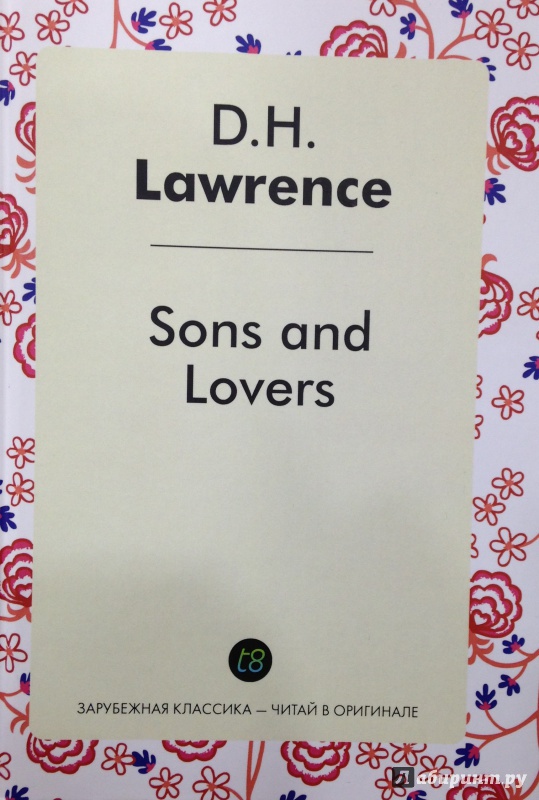 D.H.
Lawrence
Sons and
Lovers
t8
ЗАРУБЕЖНАЯ КЛАССИКА — ЧИТАЙ В ОРИГИНАЛЕ
Лабиринт.ру